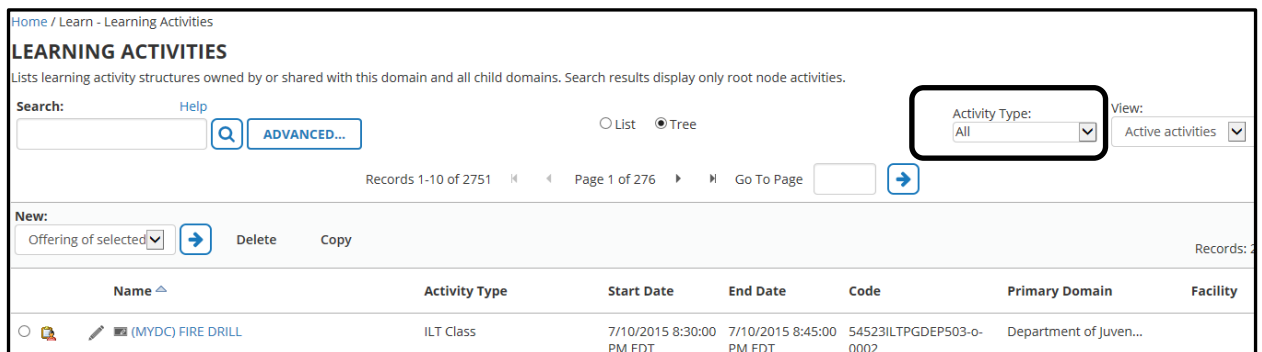 Home / Learn - Learning Activities
LEARNING ACTIVITIES
Lists learning activity structures owned by or shared with this domain and all child domains. Search results display only root node activities.
Search: Help
ADVANCED...
List Tree
Activity Type:
All
View:
Active activities
Records 1-10 of 2751 Page 1 of 276 Go To Page
New:
Offering of selected Delete Copy
Records: 2
Name Activity Type Start Date End Date Code Primary Domain Facility
(MYDC) FIRE DRILL ILT Class 7/10/2015 8:30:00 7/10/2015 8:45:00 54523ILTPGDEP503-o- Department of Juven...
PM EDT PM EDT 0002